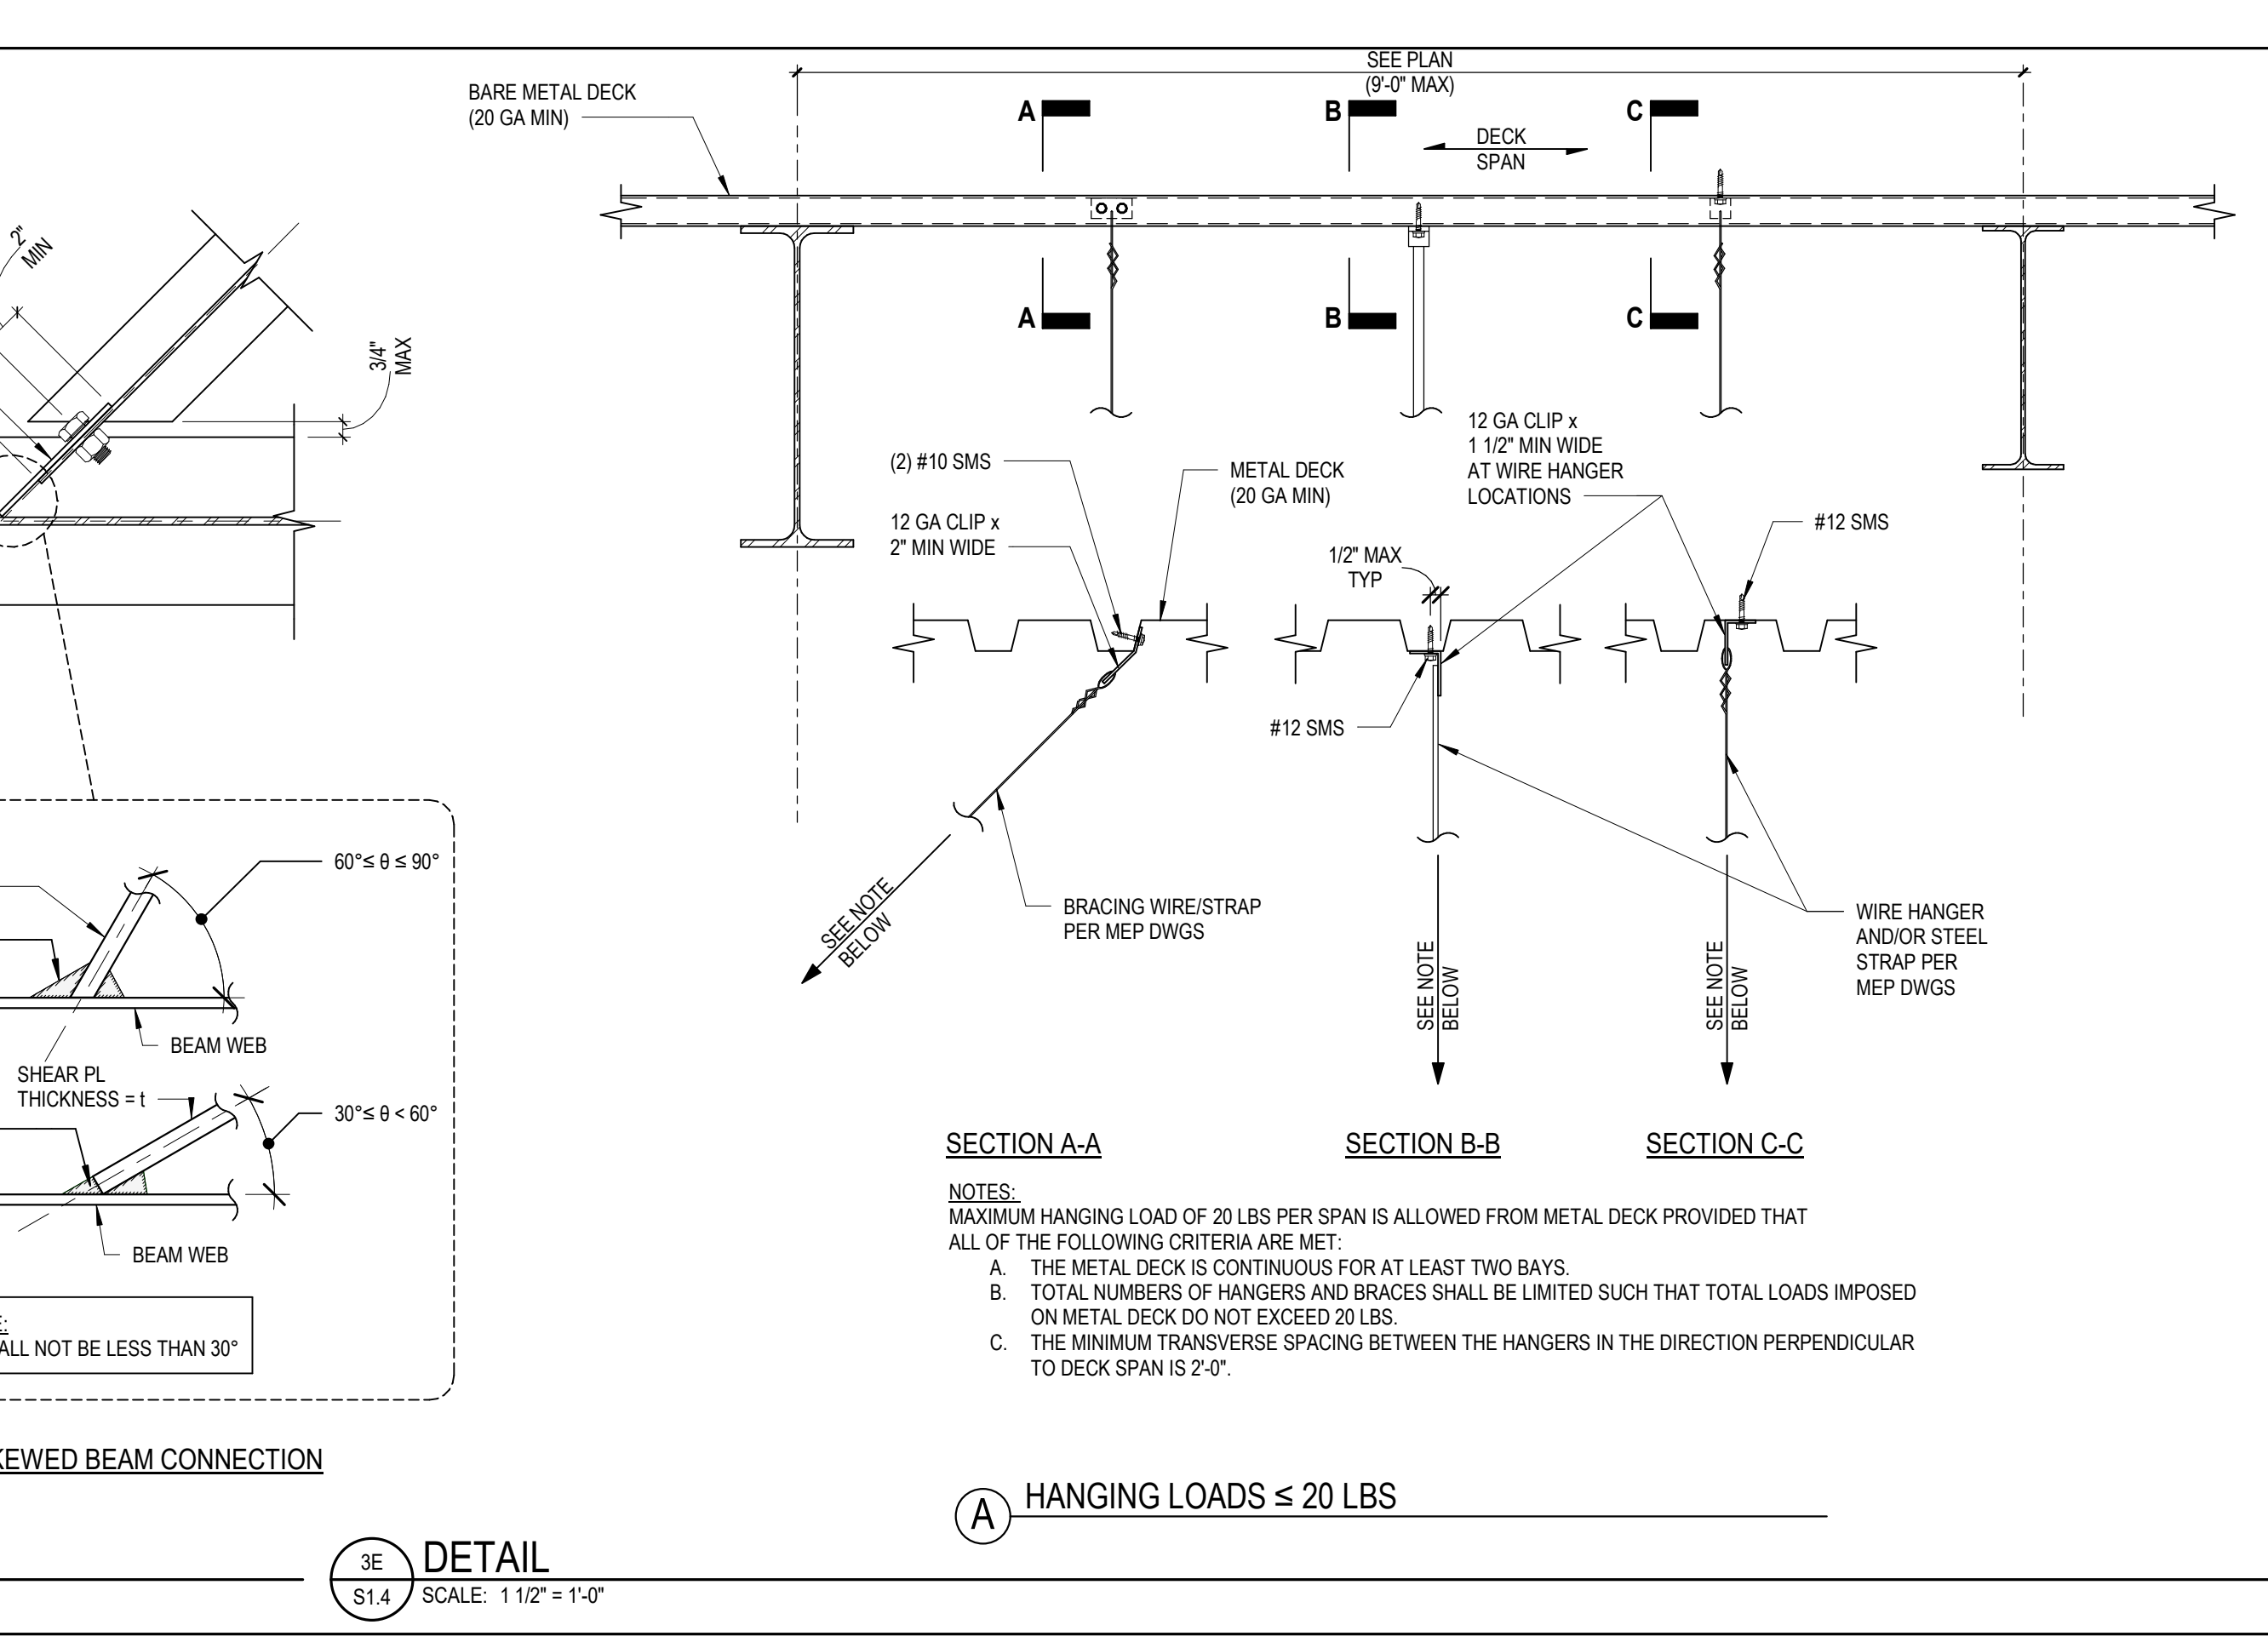 2"
MIN
3/4"
MAX
60°≤ θ ≤ 90°
BEAM WEB
SHEAR PL
THICKNESS = t
30°≤ θ < 60°
BEAM WEB
ALL NOT BE LESS THAN 30°
KEWED BEAM CONNECTION
SEE PLAN
(9'-0" MAX)
BARE METAL DECK
(20 GA MIN)
A
B
C
DECK
SPAN
A
B
C
(2) #10 SMS
12 GA CLIP x
2" MIN WIDE
METAL DECK
(20 GA MIN)
1/2" MAX
TYP
12 GA CLIP x
1 1/2" MIN WIDE
AT WIRE HANGER
LOCATIONS
#12 SMS
#12 SMS
BRACING WIRE/STRAP
PER MEP DWGS
SEE NOTE
BELOW
SEE NOTE
BELOW
SEE NOTE
BELOW
WIRE HANGER
AND/OR STEEL
STRAP PER
MEP DWGS
SECTION A-A
SECTION B-B
SECTION C-C
NOTES:
MAXIMUM HANGING LOAD OF 20 LBS PER SPAN IS ALLOWED FROM METAL DECK PROVIDED THAT
ALL OF THE FOLLOWING CRITERIA ARE MET:
A. THE METAL DECK IS CONTINUOUS FOR AT LEAST TWO BAYS.
B. TOTAL NUMBERS OF HANGERS AND BRACES SHALL BE LIMITED SUCH THAT TOTAL LOADS IMPOSED
ON METAL DECK DO NOT EXCEED 20 LBS.
C. THE MINIMUM TRANSVERSE SPACING BETWEEN THE HANGERS IN THE DIRECTION PERPENDICULAR
TO DECK SPAN IS 2'-0".
A
HANGING LOADS ≤ 20 LBS
3E
S1.4
DETAIL
SCALE: 1 1/2" = 1'-0"